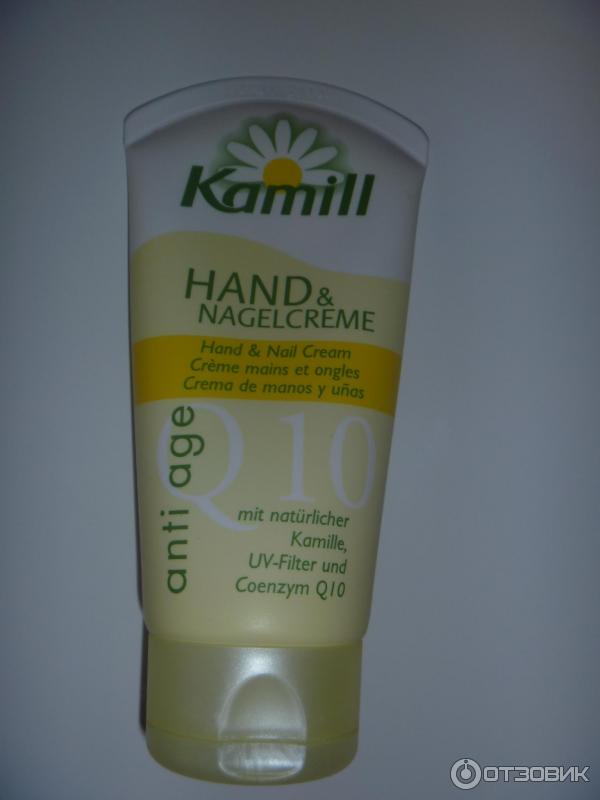 Kamill
HAND &
NAGELCREME
Hand & Nail Cream
Crème mains et ongles
Crema de manos y uñas
anti age
Q10
mit natürlicher
Kamille,
UV-Filter und
Coenzym Q10
ОТЗОВИК